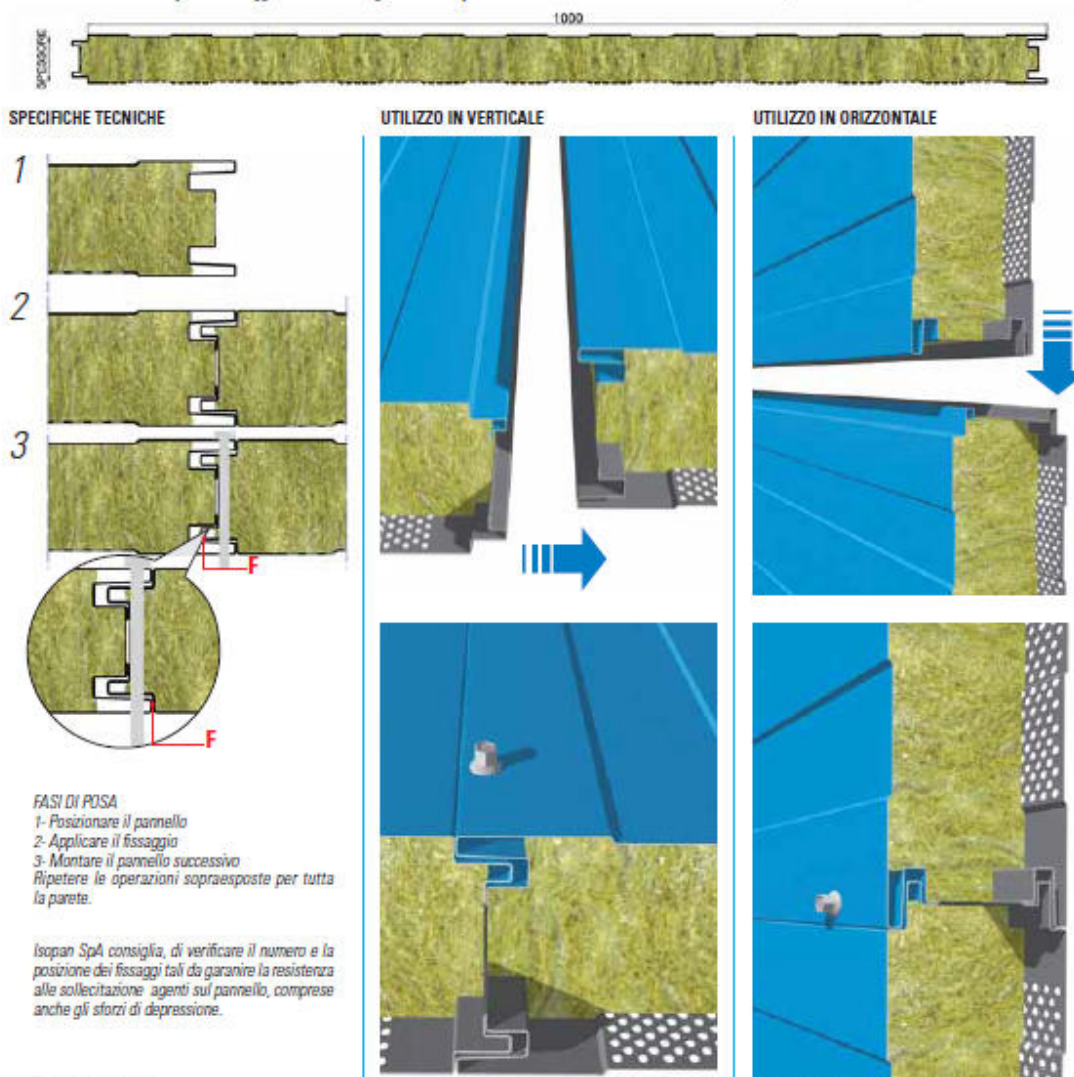 1000
SPESSORE
SPECIFICHE TECNICHE
1
2
3
F
F
FASI DI POSA
1- Posizionare il pannello
2- Applicare il fissaggio
3- Montare il pannello successivo
Ripetere le operazioni sopraesposte per tutta
la parete.
Isopan SpA consiglia, di verificare il numero e la
posizione dei fissaggi tali da garanire la resistenza
alle sollecitazione agenti sul pannello, comprese
anche gli sforzi di depressione.
UTILIZZO IN VERTICALE
UTILIZZO IN ORIZZONTALE